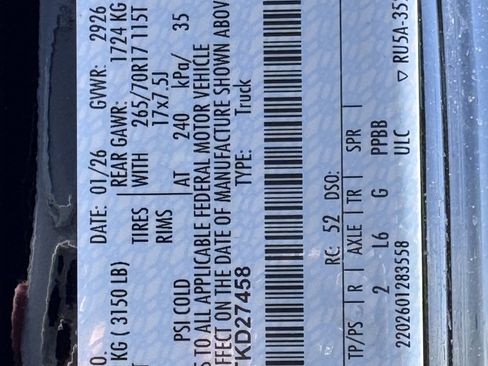 O. DATE: 01/26 GVWR: 2926
KG ( 3150 LB) REAR GAWR: 1724 KG
TIRES WITH 265/70R17 115T
RIMS 17x7.5J
PSI COLD AT 240 kPa/ 35
S TO ALL APPLICABLE FEDERAL MOTOR VEHICLE
EFFECT ON THE DATE OF MANUFACTURE SHOWN ABOVE
KD27458 TYPE: Truck
RC: 52 DSO:
TP/PS R AXLE TR SPR
2 L6 G PPBB
2202601283558 ULC
▽ RU5A-35